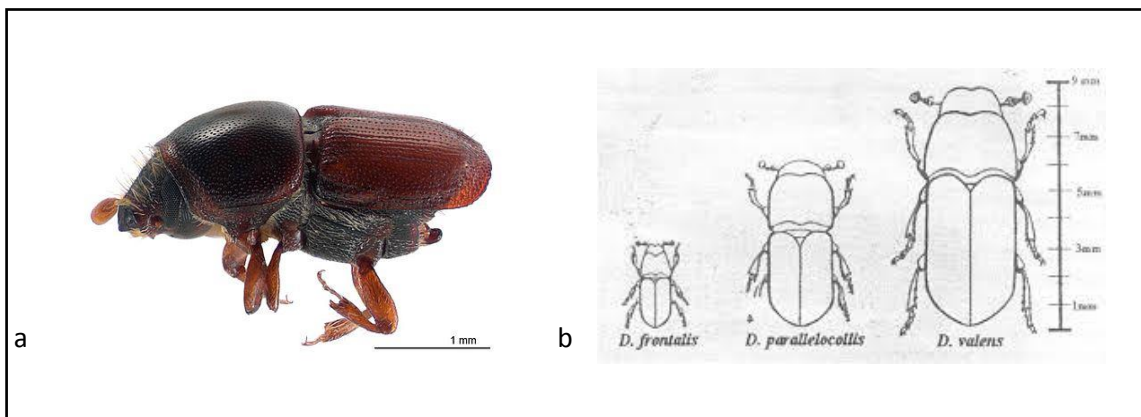 a
1 mm
b
9 mm
7mm
5mm
3mm
1mm
D. frontalis
D. parallelocollis
D. valens